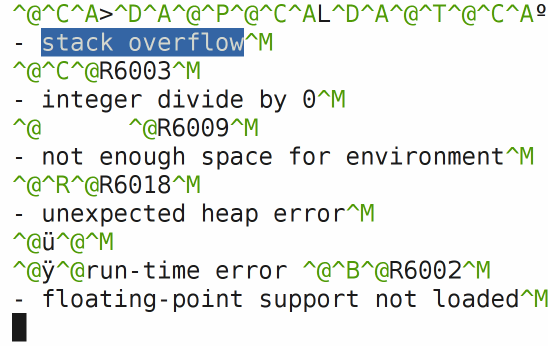 ^@^C^A>^D^A^@^P^@^C^AL^D^A^@^T^@^C^Aº
- stack overflow^M
^@^C^@R6003^M
- integer divide by 0^M
^@      ^@R6009^M
- not enough space for environment^M
^@^R^@R6018^M
- unexpected heap error^M
^@ü^@^M
^@ÿ^@run-time error ^@^B^@R6002^M
- floating-point support not loaded^M